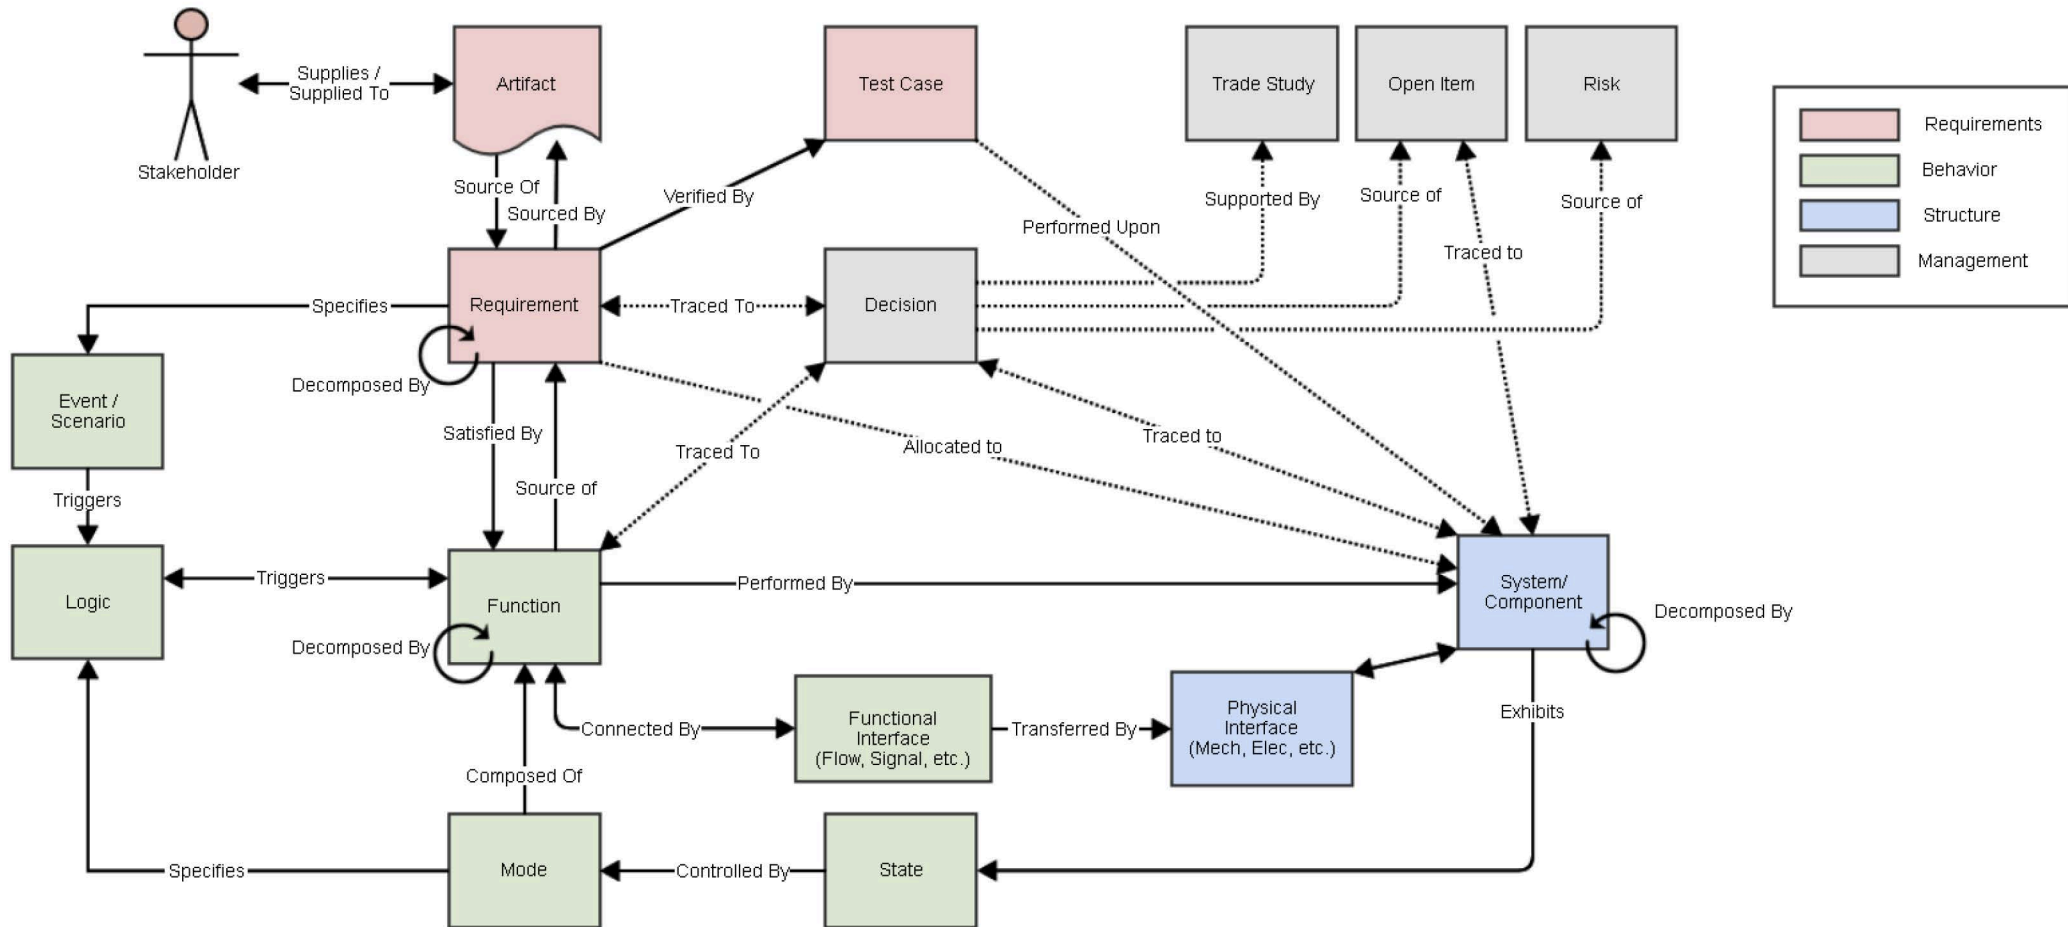 Stakeholder
Supplies /
Supplied To
Artifact
Test Case
Trade Study
Open Item
Risk
Requirements
Behavior
Structure
Management
Source Of
Sourced By
Verified By
Performed Upon
Supported By
Source of
Traced to
Source of
Specifies
Requirement
Traced To
Decision
Decomposed By
Event /
Scenario
Satisfied By
Source of
Traced To
Allocated to
Traced to
Triggers
Logic
Triggers
Function
Performed By
System/
Component
Decomposed By
Decomposed By
Connected By
Functional
Interface
(Flow, Signal, etc.)
Transferred By
Physical
Interface
(Mech, Elec, etc.)
Exhibits
Composed Of
Specifies
Mode
Controlled By
State